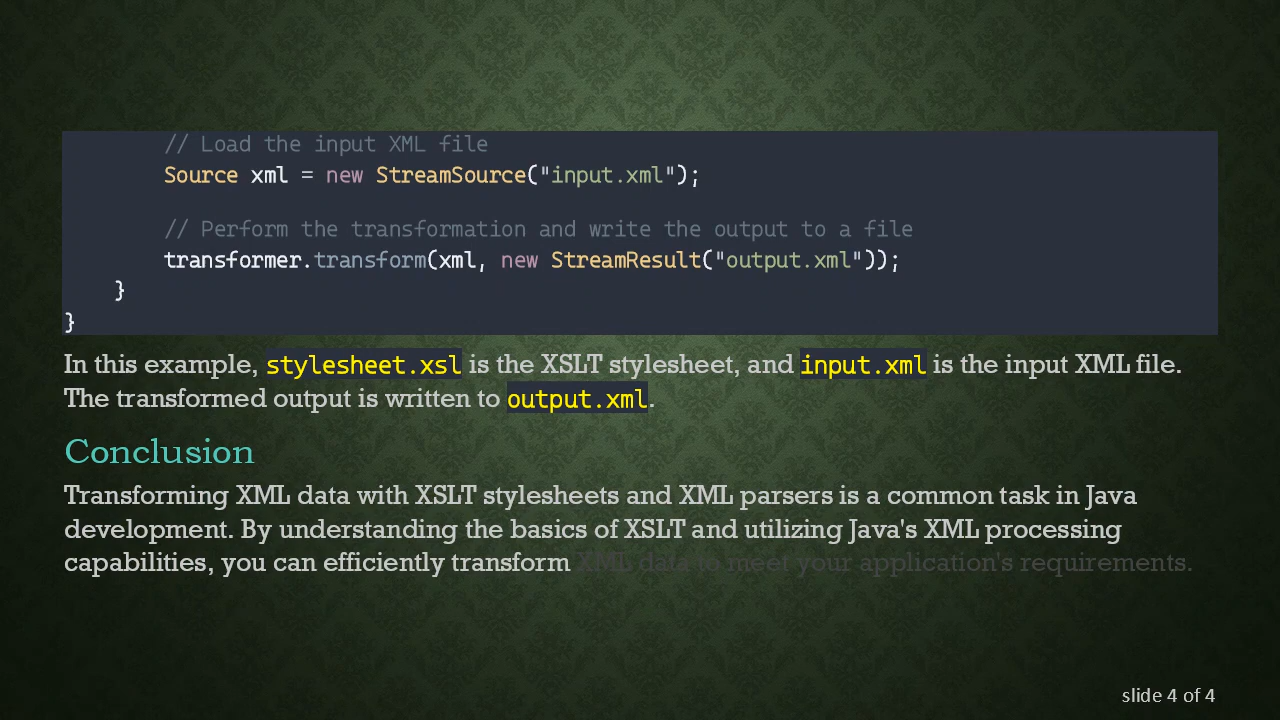 // Load the input XML file
Source xml = new StreamSource("input.xml");
// Perform the transformation and write the output to a file
transformer.transform(xml, new StreamResult("output.xml"));
}
}
In this example, stylesheet.xsl is the XSLT stylesheet, and input.xml is the input XML file.
The transformed output is written to output.xml.
Conclusion
Transforming XML data with XSLT stylesheets and XML parsers is a common task in Java
development. By understanding the basics of XSLT and utilizing Java's XML processing
capabilities, you can efficiently transform XML data to meet your application's requirements.
slide 4 of 4